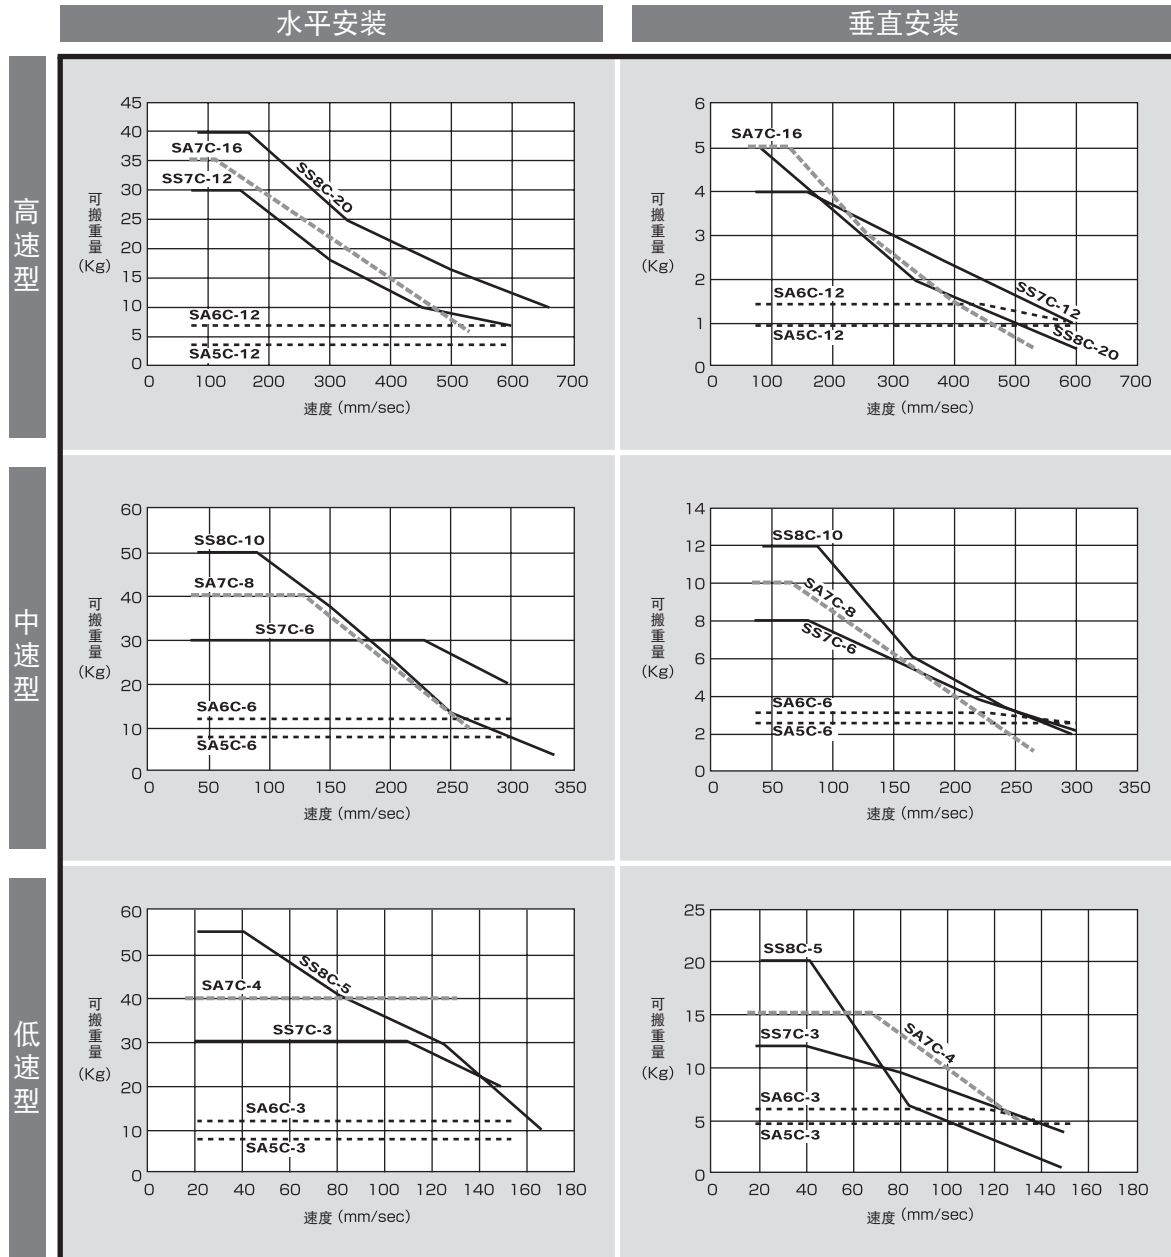 水平安装
垂直安装
高速型
45
40
35
30
25
20
15
10
5
0
可搬重量
(Kg)
SA7C-16
SS7C-12
SS8C-20
SA6C-12
SA5C-12
0 100 200 300 400 500 600 700
速度 (mm/sec)
6
5
4
3
2
1
0
可搬重量
(Kg)
SA7C-16
SA6C-12
SA5C-12
SS7C-12
SS8C-20
0 100 200 300 400 500 600 700
速度 (mm/sec)
中速型
60
50
40
30
20
10
0
可搬重量
(Kg)
SS8C-10
SA7C-8
SS7C-6
SA6C-6
SA5C-6
0 50 100 150 200 250 300 350
速度 (mm/sec)
14
12
10
8
6
4
2
0
可搬重量
(Kg)
SS8C-10
SA7C-8
SS7C-6
SA6C-6
SA5C-6
0 50 100 150 200 250 300 350
速度 (mm/sec)
低速型
60
50
40
30
20
10
0
可搬重量
(Kg)
SS8C-5
SA7C-4
SS7C-3
SA6C-3
SA5C-3
0 20 40 60 80 100 120 140 160 180
速度 (mm/sec)
25
20
15
10
5
0
可搬重量
(Kg)
SS8C-5
SS7C-3
SA7C-4
SA6C-3
SA5C-3
0 20 40 60 80 100 120 140 160 180
速度 (mm/sec)